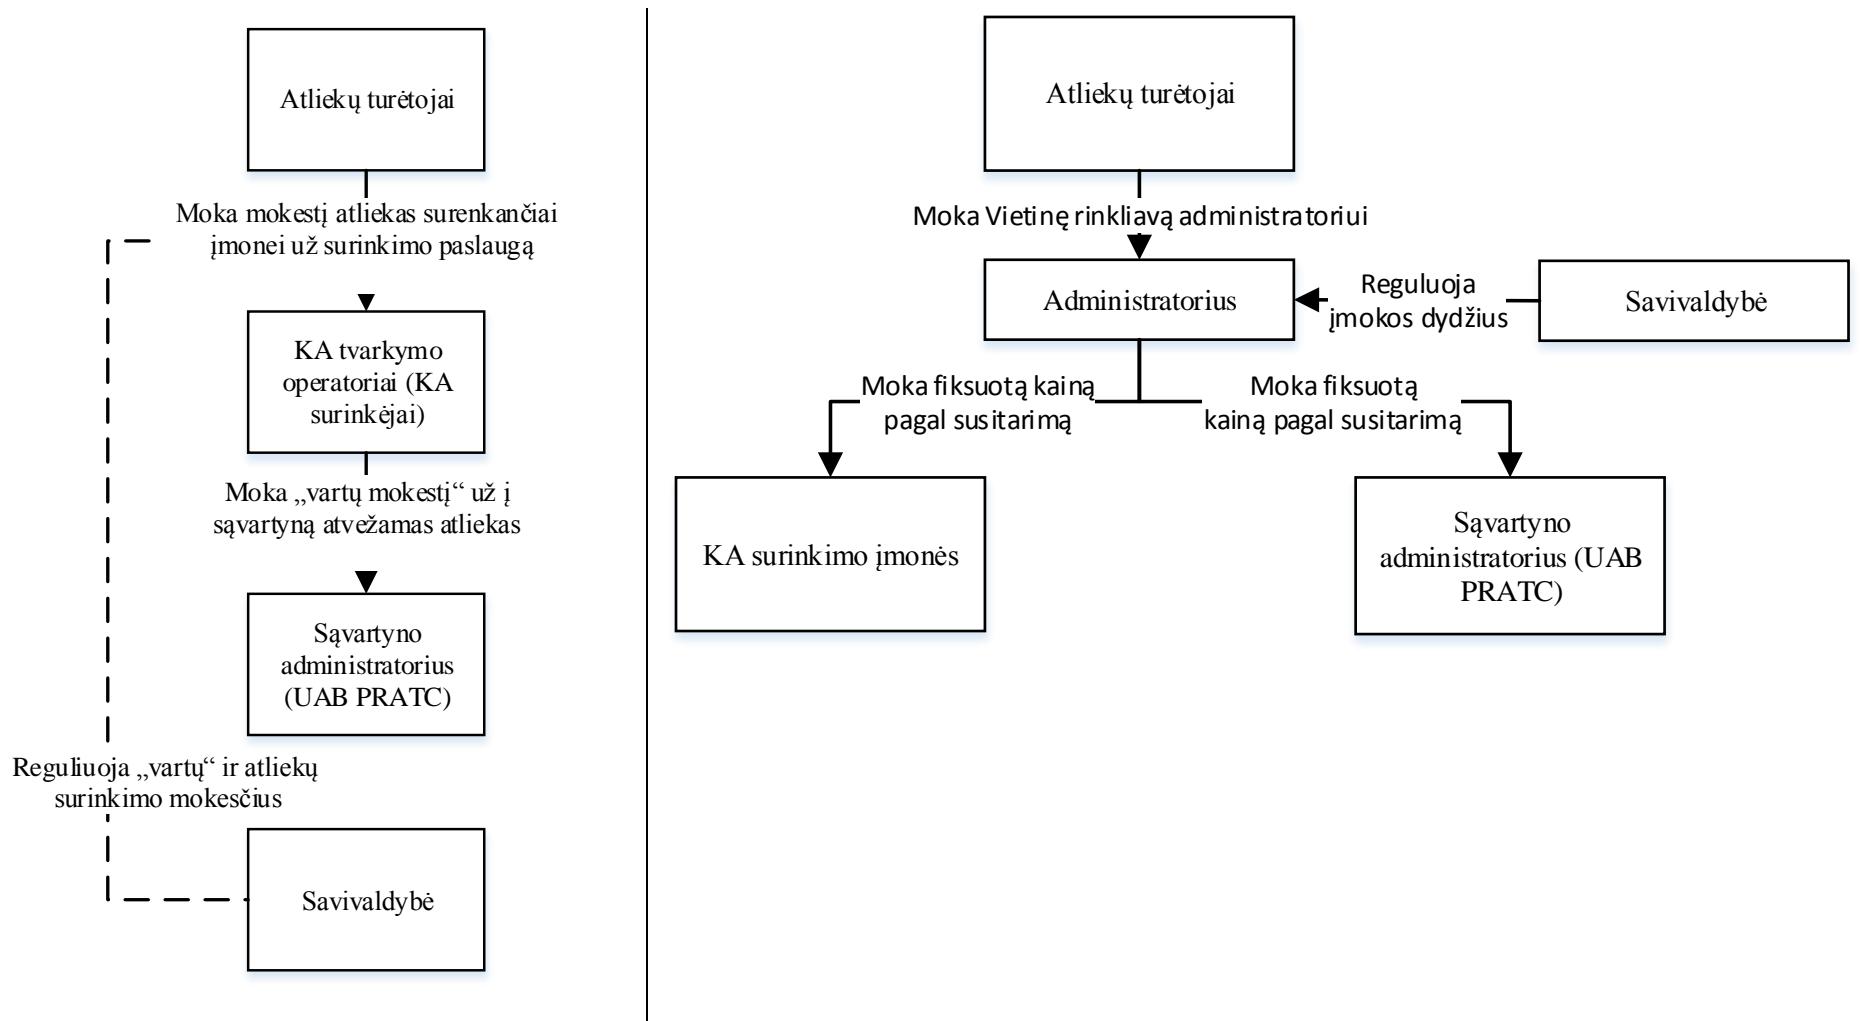 Atliekų turėtojai
Moka mokestį atliekas surenkančiai
įmonei už surinkimo paslaugą
KA tvarkymo
operatoriai (KA
surinkėjai)
Moka „vartų mokestį“ už į
sąvartyną atvežamas atliekas
Sąvartyno
administratorius
(UAB PRATC)
Reguliuoja „vartų“ ir atliekų
surinkimo mokesčius
Savivaldybė
Atliekų turėtojai
Moka Vietinę rinkliavą administratoriui
Administratorius
Reguluoja
įmokos dydžius
Savivaldybė
Moka fiksuotą kainą
pagal susitarimą
Moka fiksuotą
kainą pagal susitarimą
KA surinkimo įmonės
Sąvartyno
administratorius (UAB
PRATC)